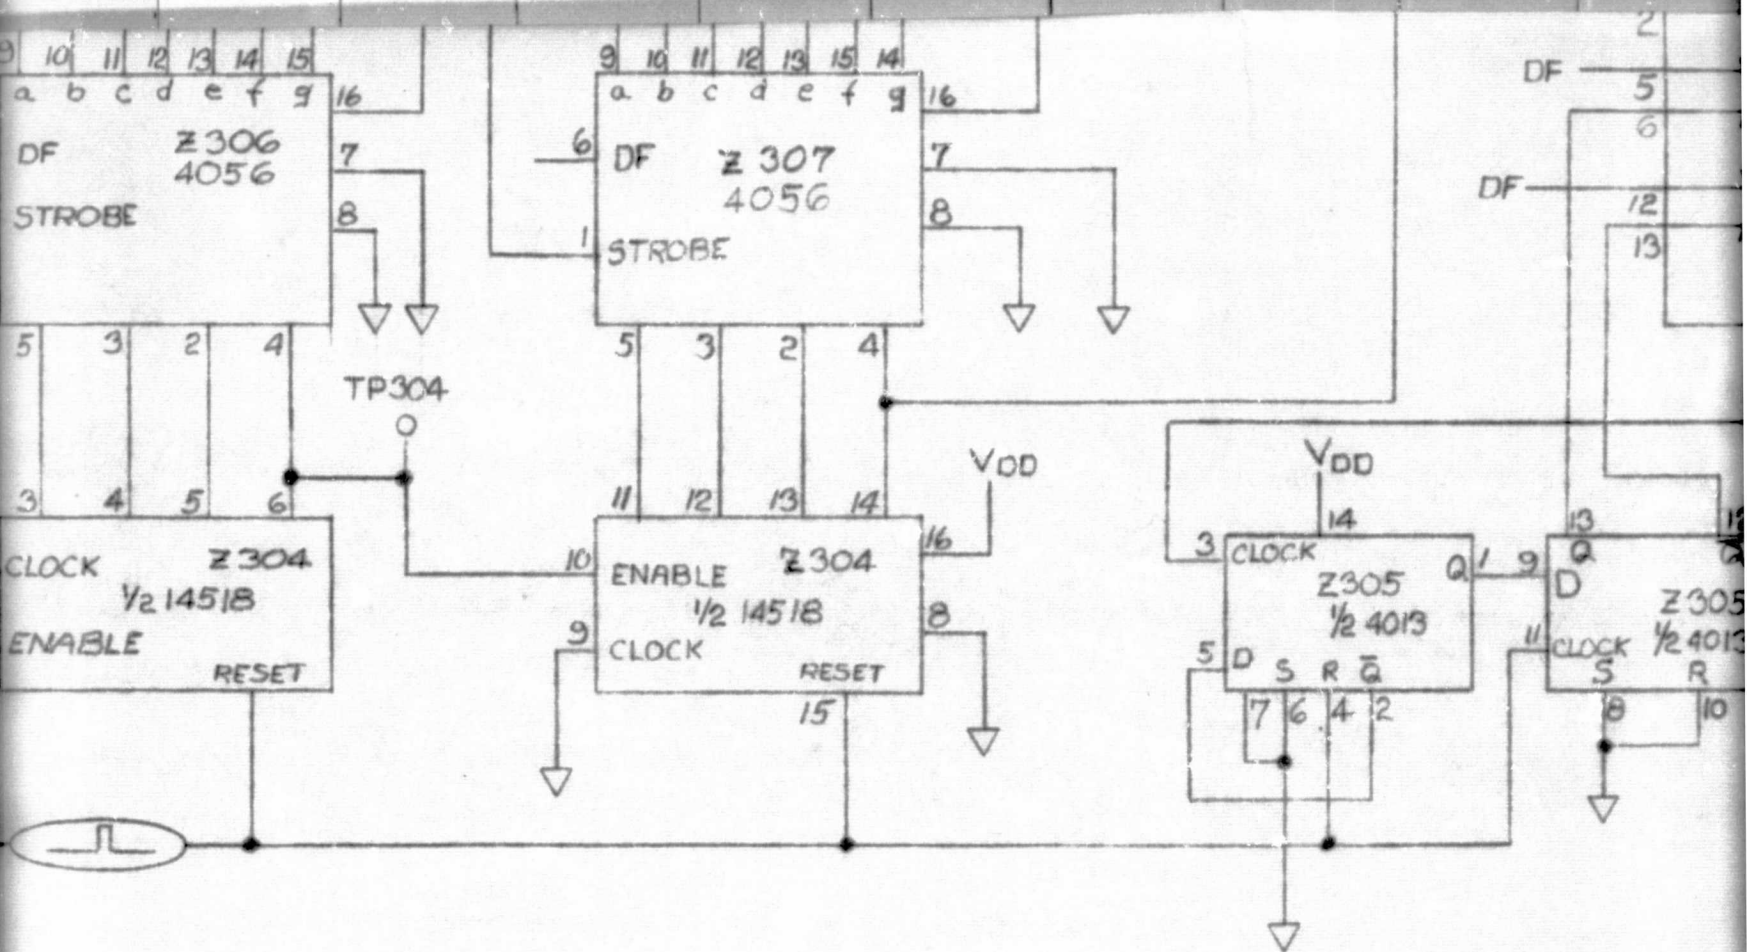 9 10 11 12 13 14 15
a b c d e f g 16
DF Z306 7
4056
STROBE 8
5 3 2 4
9 10 11 12 13 15 14
a b c d e f g 16
6 DF Z 307 7
4056
8
1 STROBE
5 3 2 4
2
DF
5
6
DF
12
13
TP304
3 4 5 6
CLOCK Z304
1/2 14518
ENABLE
RESET
11 12 13 14
VDD
16
10 ENABLE Z304
1/2 14518
8
9 CLOCK
RESET
15
VDD
14
3 CLOCK
Q 1
Z305
1/2 4013
5 D S R Q̅
7 6 4 2
13
Q
9 D
Z305
11 CLOCK 1/2 4013
S R
8 10